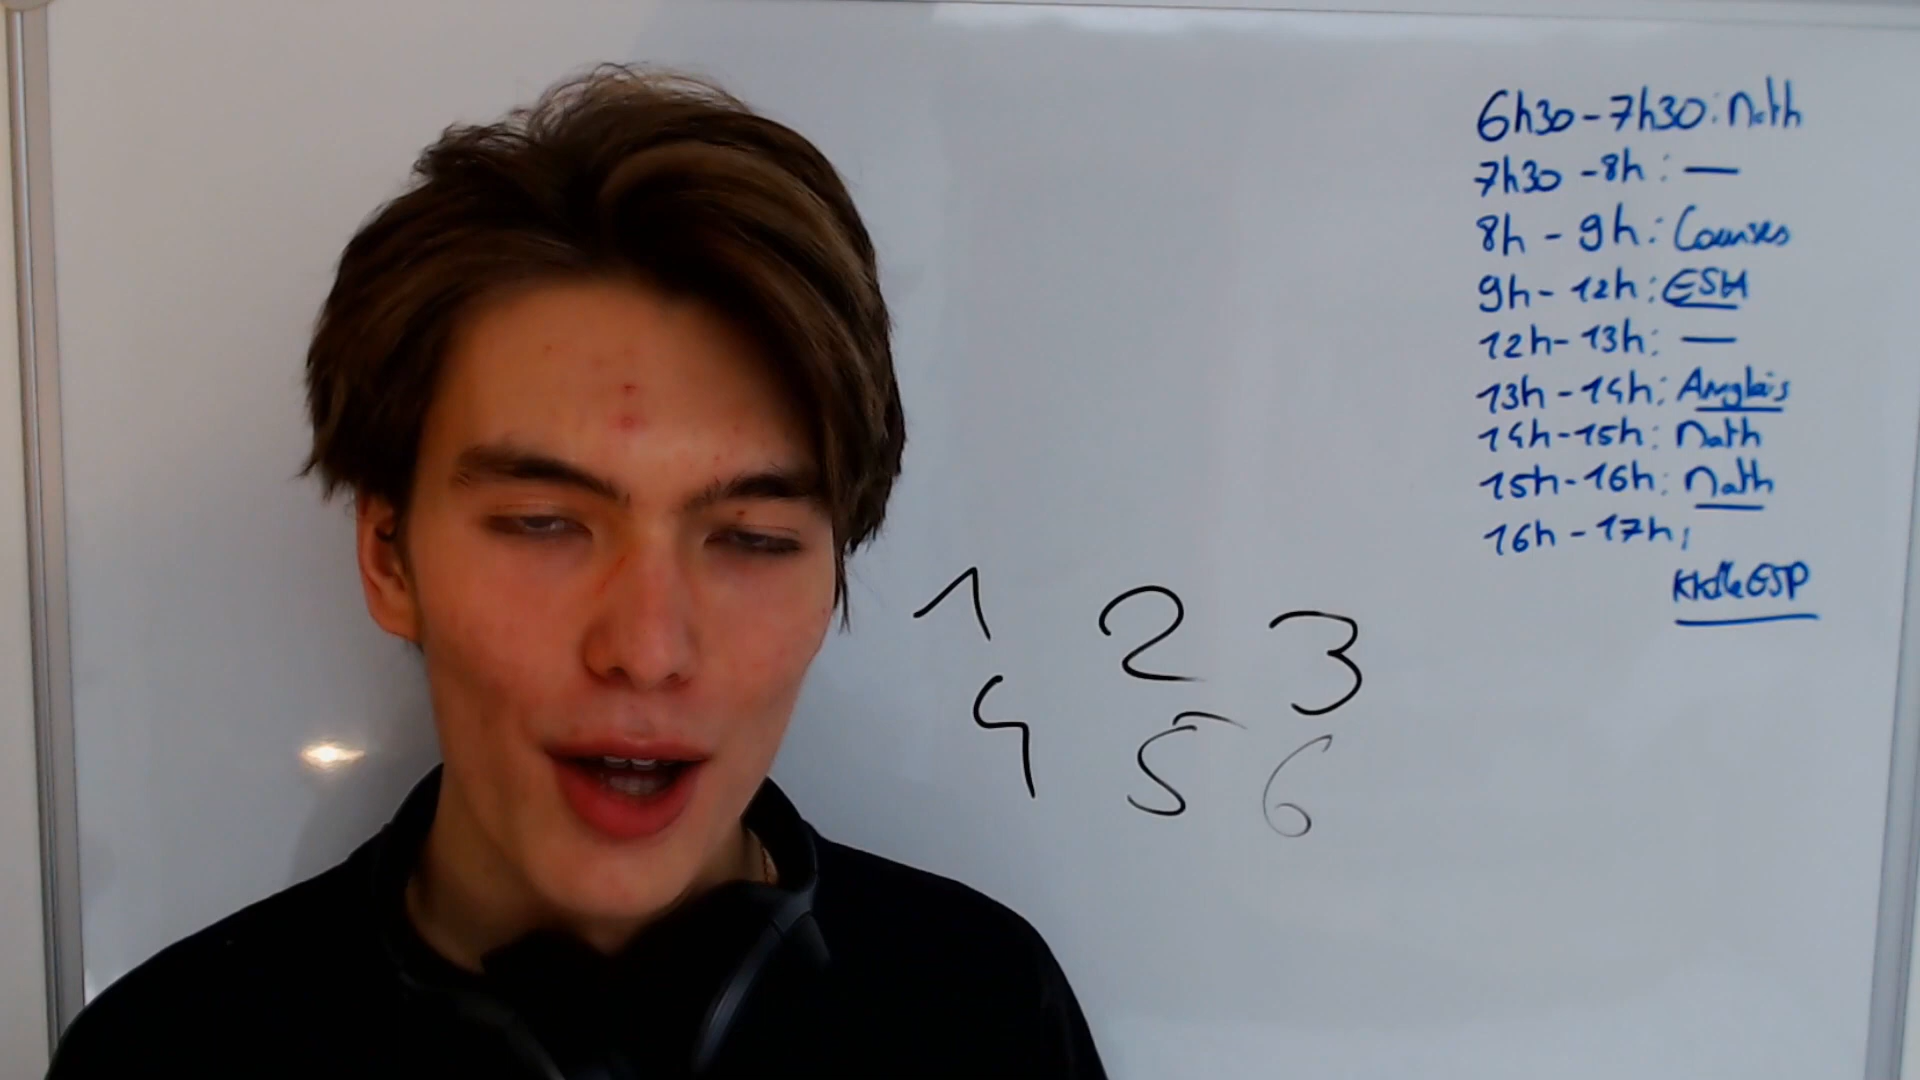 6h30-7h30: Math
7h30-8h: —
8h-9h: Courses
9h-12h: ESH
12h-13h: —
13h-14h: Anglais
14h-15h: Math
15h-16h: Math
16h-17h:
ESP
1 2 3
4 5 6